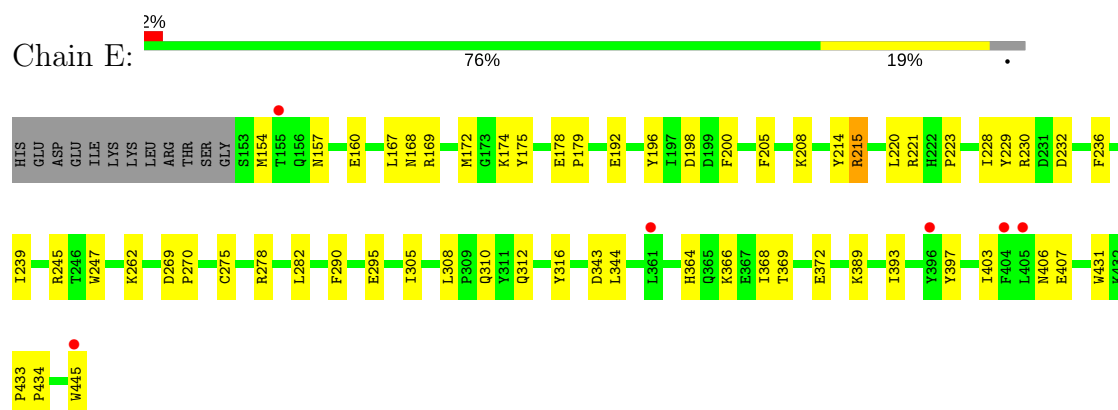 2%
Chain E:
76% 19% •
HIS GLU ASP GLU ILE LYS LYS LEU ARG THR SER GLY S153 M154 T155 Q156 N157 E160 L167 N168 R169 M172 G173 K174 Y175 E178 P179 E192 Y196 I197 D198 D199 F200 F205 K208 Y214 R215 L220 R221 H222 P223 I228 Y229 R230 D231 D232 F236
I239 R245 T246 W247 K262 D269 P270 C275 R278 L282 F290 E295 L308 P309 Q310 Y311 Q312 Y316 D343 L344 L361 H364 Q365 K366 E367 I368 T369 E372 K389 I393 Y396 Y397 I403 F404 L405 N406 E407 W431
P433 P434 W445